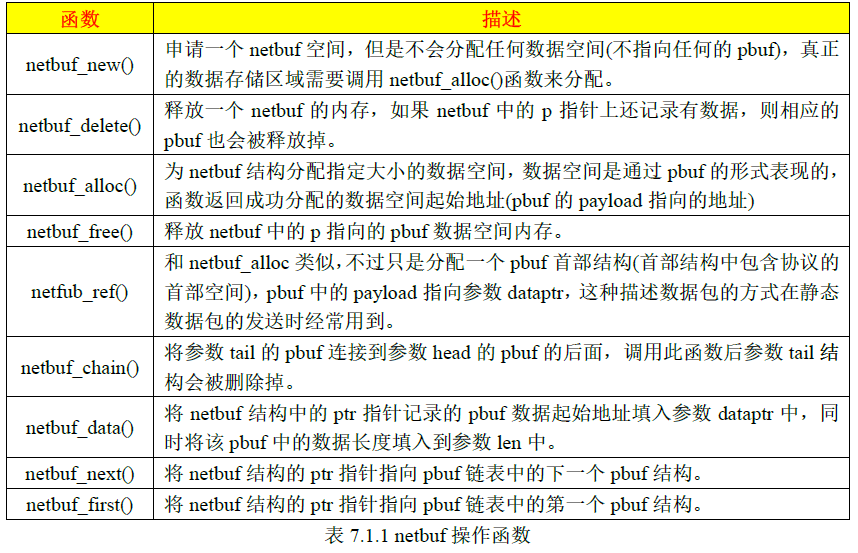 函数 描述
netbuf_new() 申请一个 netbuf 空间，但是不会分配任何数据空间(不指向任何的 pbuf)，真正
的数据存储区域需要调用 netbuf_alloc()函数来分配。
netbuf_delete() 释放一个 netbuf 的内存，如果 netbuf 中的 p 指针上还记录有数据，则相应的
pbuf 也会被释放掉。
netbuf_alloc() 为 netbuf 结构分配指定大小的数据空间，数据空间是通过 pbuf 的形式表现的，
函数返回成功分配的数据空间起始地址(pbuf 的 payload 指向的地址)
netbuf_free() 释放 netbuf 中的 p 指向的 pbuf 数据空间内存。
netfub_ref() 和 netbuf_alloc 类似，不过只是分配一个 pbuf 首部结构(首部结构中包含协议的
首部空间)，pbuf 中的 payload 指向参数 dataptr，这种描述数据包的方式在静态
数据包的发送时经常用到。
netbuf_chain() 将参数 tail 的 pbuf 连接到参数 head 的 pbuf 的后面，调用此函数后参数 tail 结
构会被删除掉。
netbuf_data() 将 netbuf 结构中的 ptr 指针记录的 pbuf 数据起始地址填入参数 dataptr 中，同
时将该 pbuf 中的数据长度填入到参数 len 中。
netbuf_next() 将 netbuf 结构的 ptr 指针指向 pbuf 链表中的下一个 pbuf 结构。
netbuf_first() 将 netbuf 结构的 ptr 指针指向 pbuf 链表中的第一个 pbuf 结构。
表 7.1.1 netbuf 操作函数